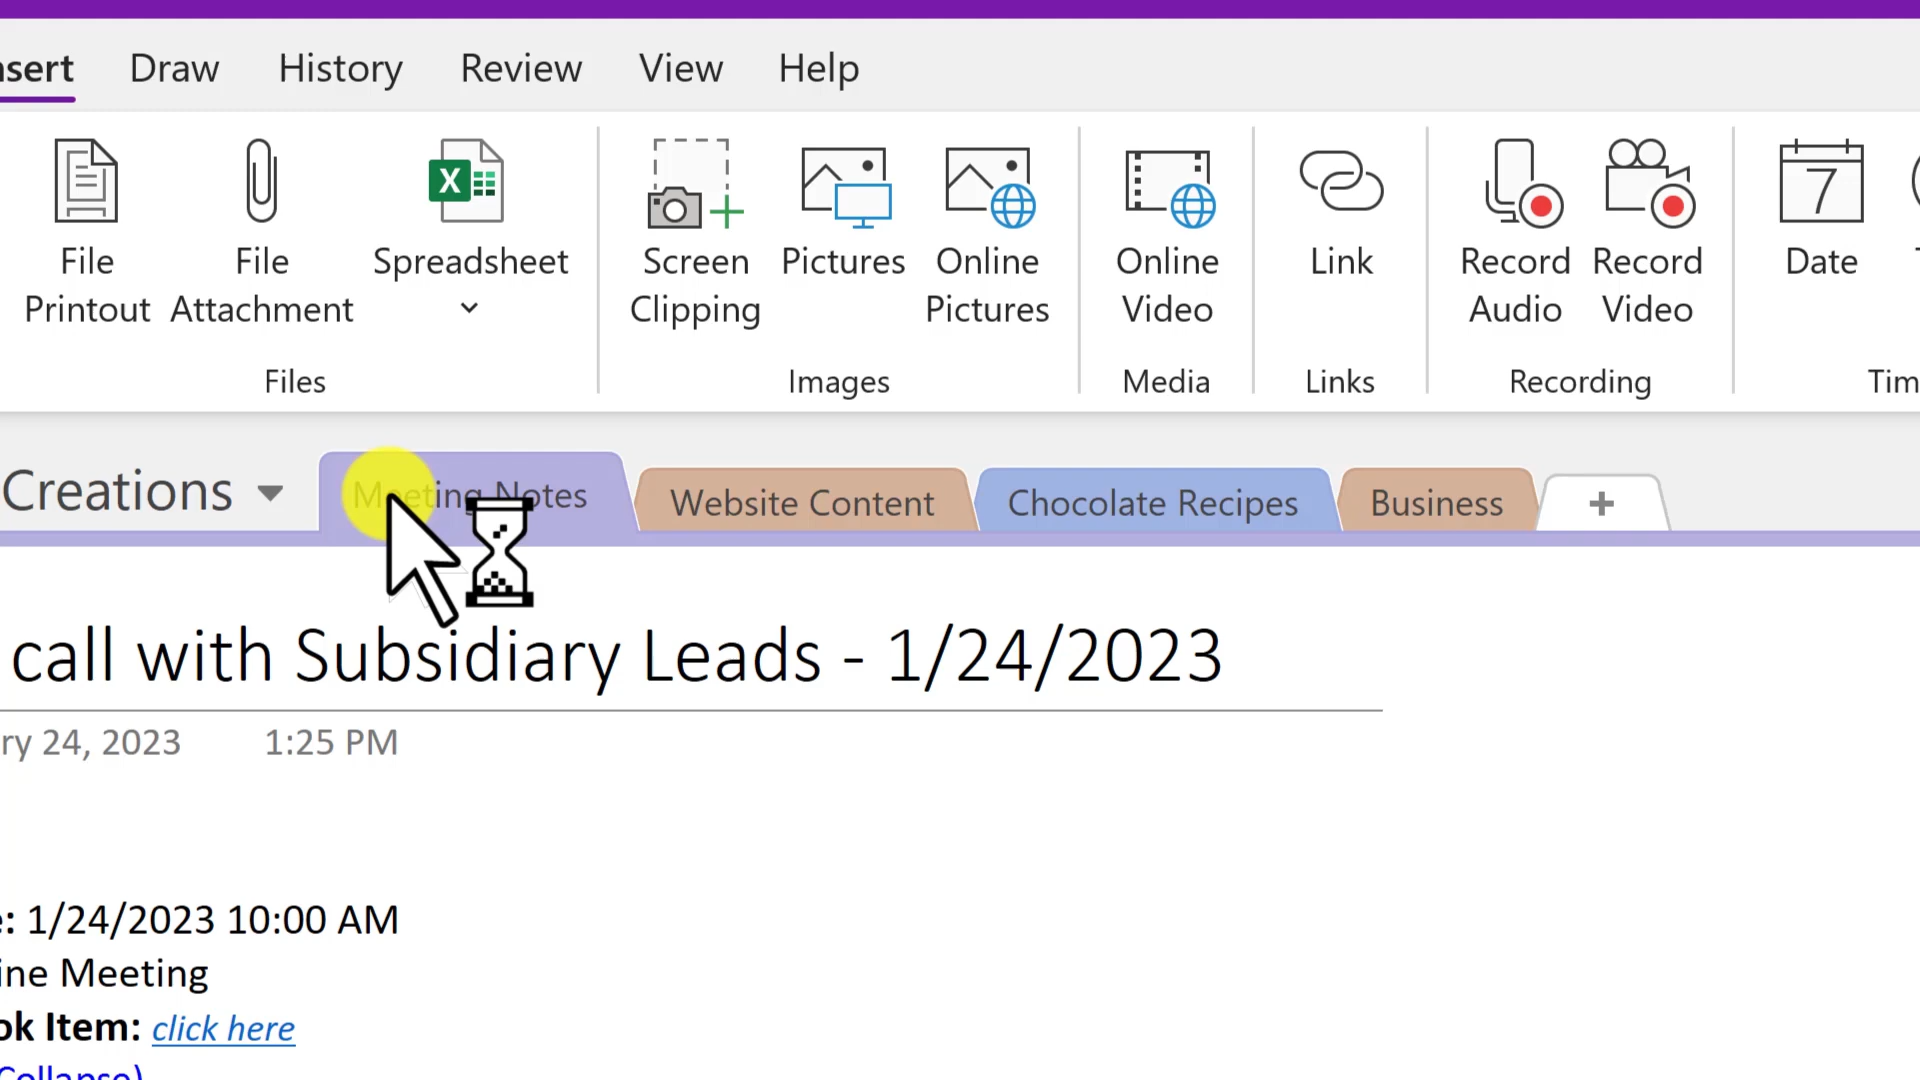 nsert Draw History Review View Help
File Printout
File Attachment
Spreadsheet
Screen Clipping
Pictures
Online Pictures
Online Video
Link
Record Audio
Record Video
7
Date
Files Images Media Links Recording Tim
Creations Meeting Notes Website Content Chocolate Recipes Business +
call with Subsidiary Leads - 1/24/2023
ry 24, 2023 1:25 PM
e: 1/24/2023 10:00 AM
ine Meeting
ok Item: click here
Collapse)